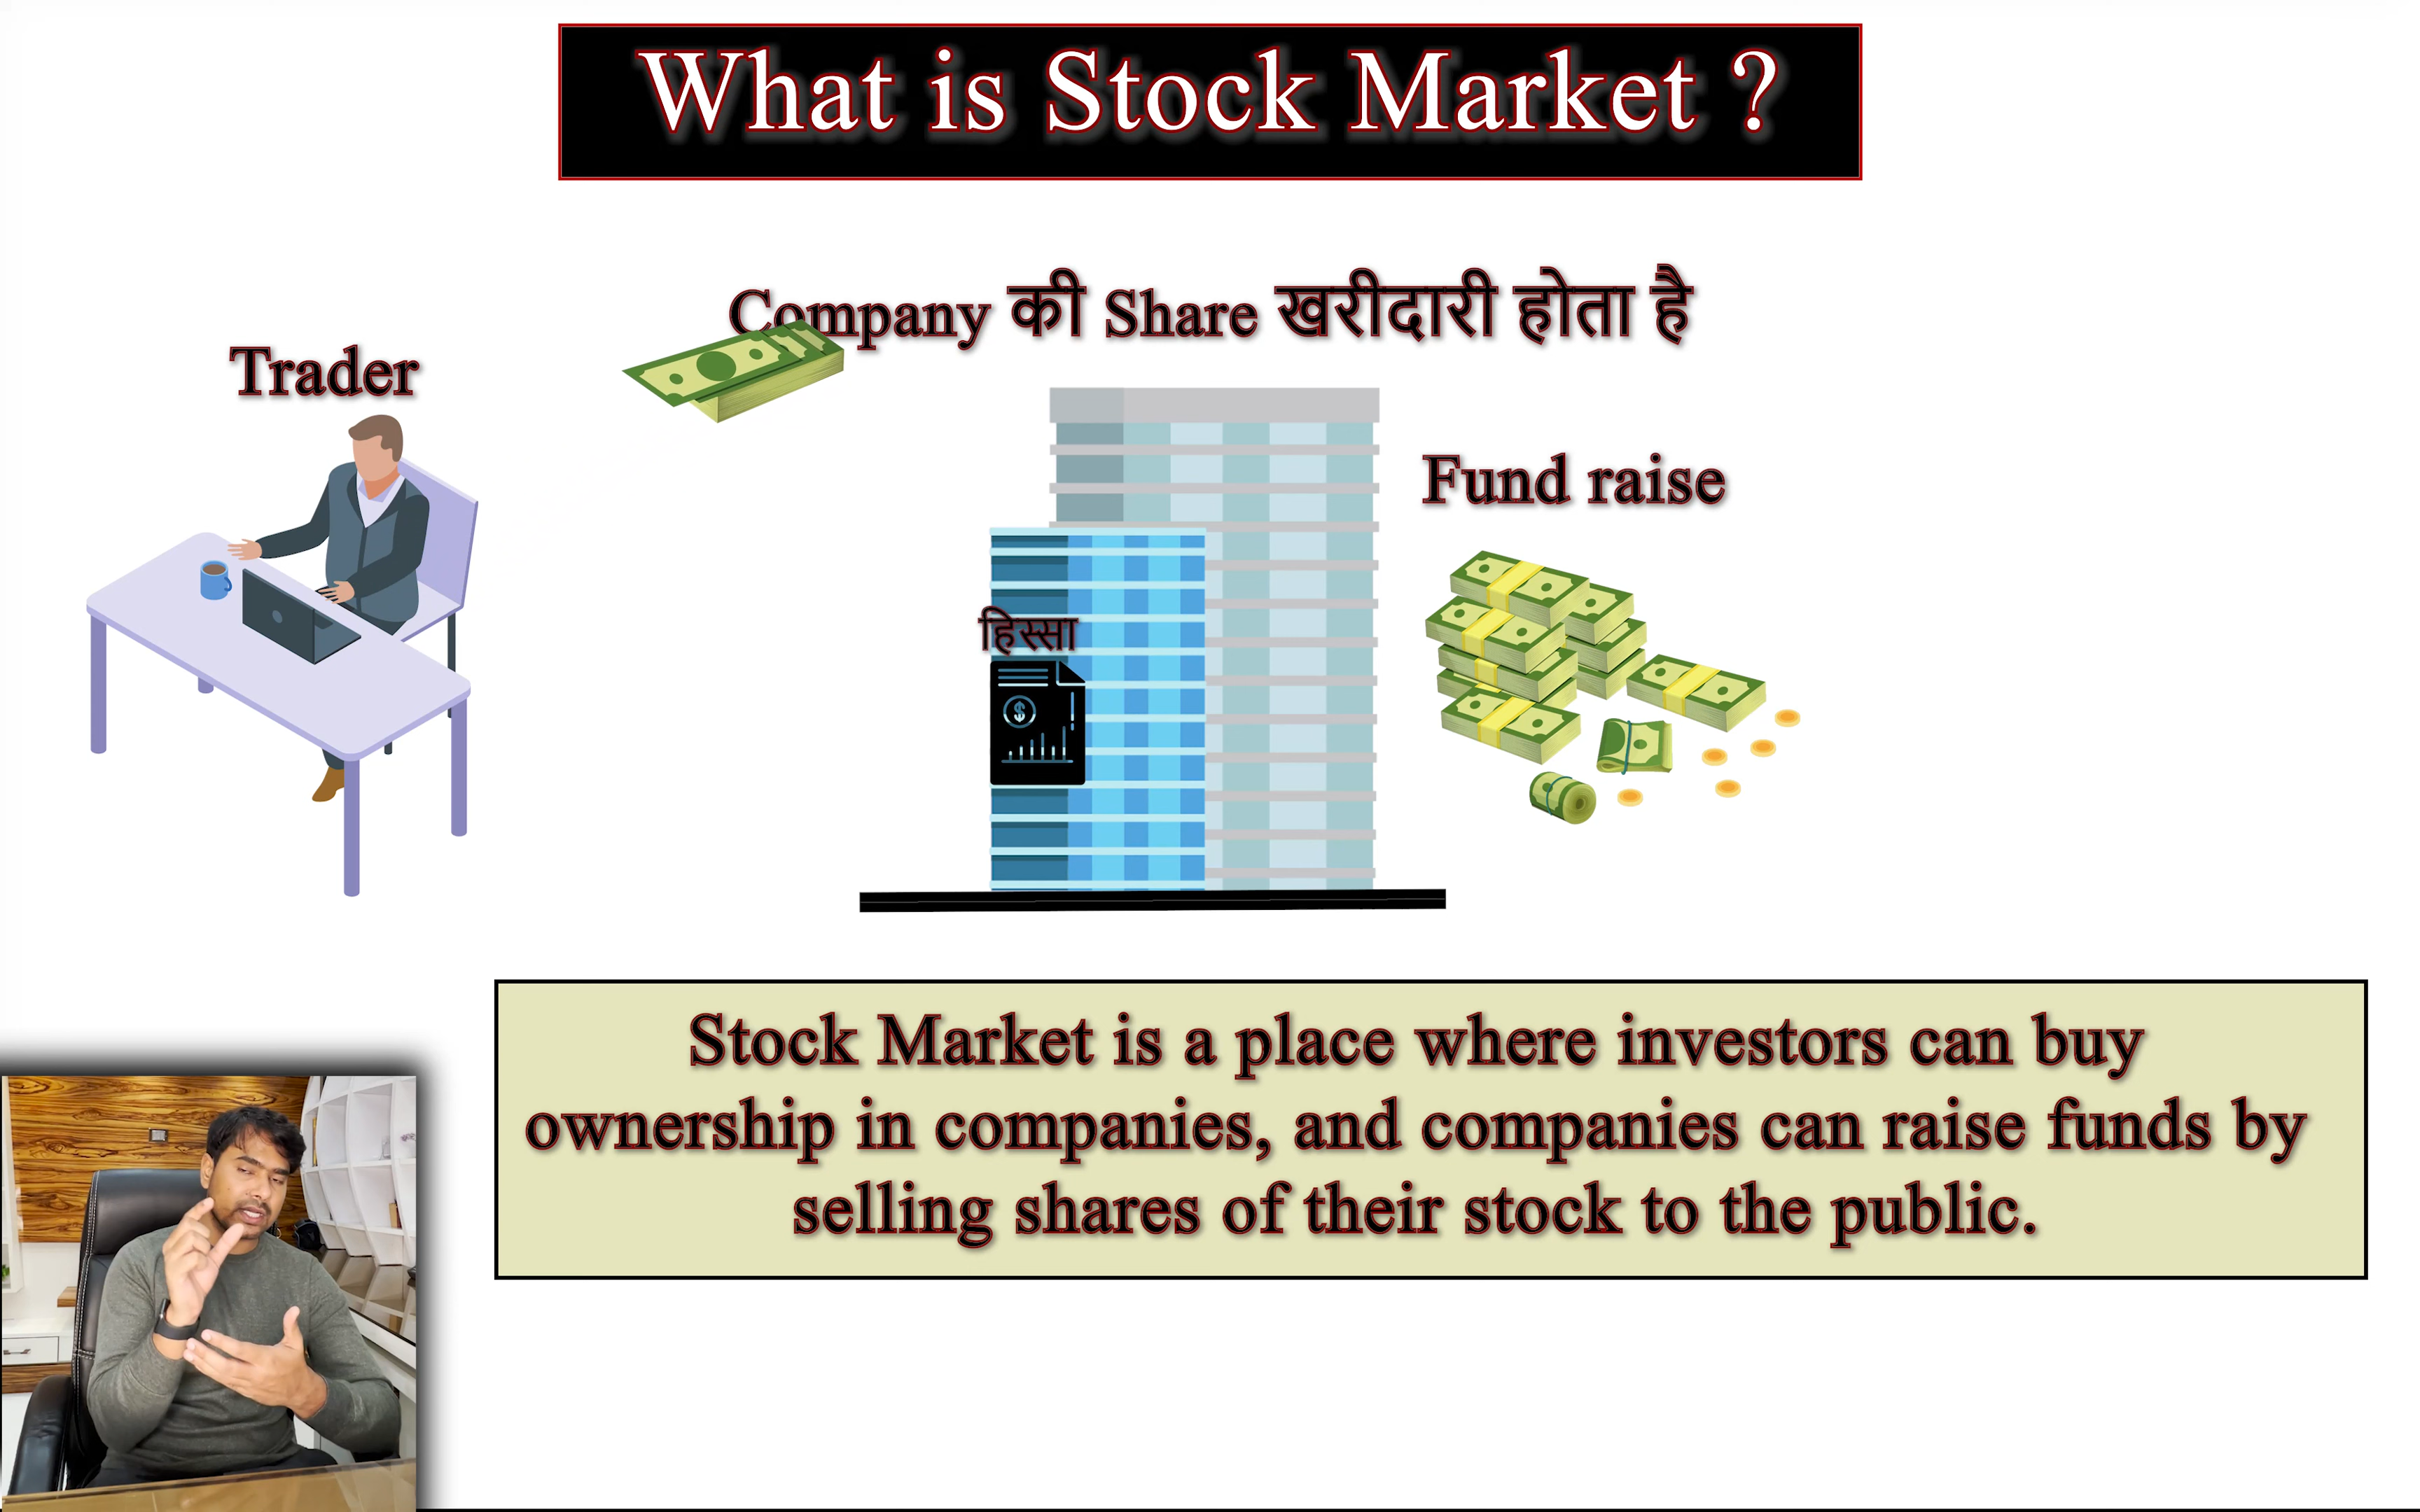 What is Stock Market ?
Company की Share खरीदारी होता है
Trader
Fund raise
हिस्सा
$
Stock Market is a place where investors can buy
ownership in companies, and companies can raise funds by
selling shares of their stock to the public.